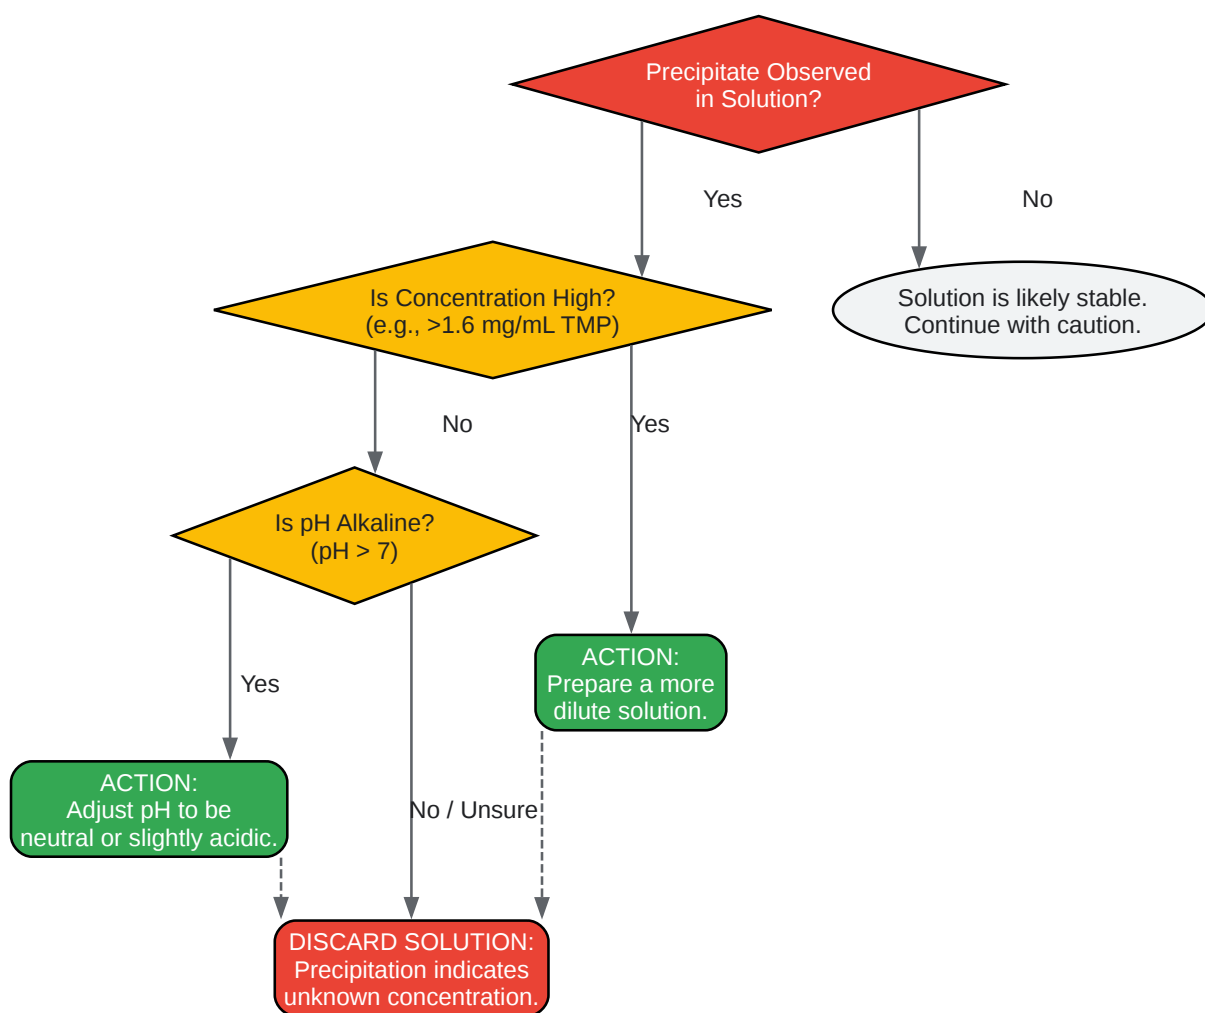 Precipitate Observed
in Solution?
Yes
No
Is Concentration High?
(e.g., >1.6 mg/mL TMP)
Solution is likely stable.
Continue with caution.
No
Yes
Is pH Alkaline?
(pH > 7)
ACTION:
Prepare a more
dilute solution.
Yes
ACTION:
Adjust pH to be
neutral or slightly acidic.
No / Unsure
DISCARD SOLUTION:
Precipitation indicates
unknown concentration.